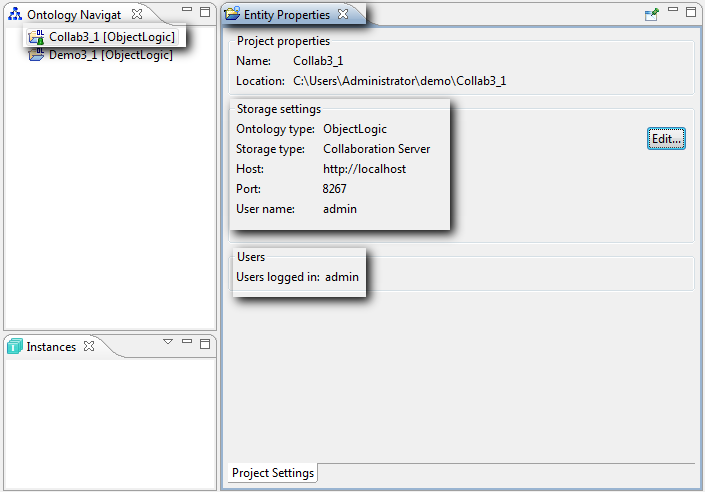 Ontology Navigat
Collab3_1 [ObjectLogic]
Demo3_1 [ObjectLogic]
Instances
Entity Properties
Project properties
Name: Collab3_1
Location: C:\Users\Administrator\demo\Collab3_1
Storage settings
Ontology type: ObjectLogic
Storage type: Collaboration Server
Host: http://localhost
Port: 8267
User name: admin
Edit...
Users
Users logged in: admin
Project Settings